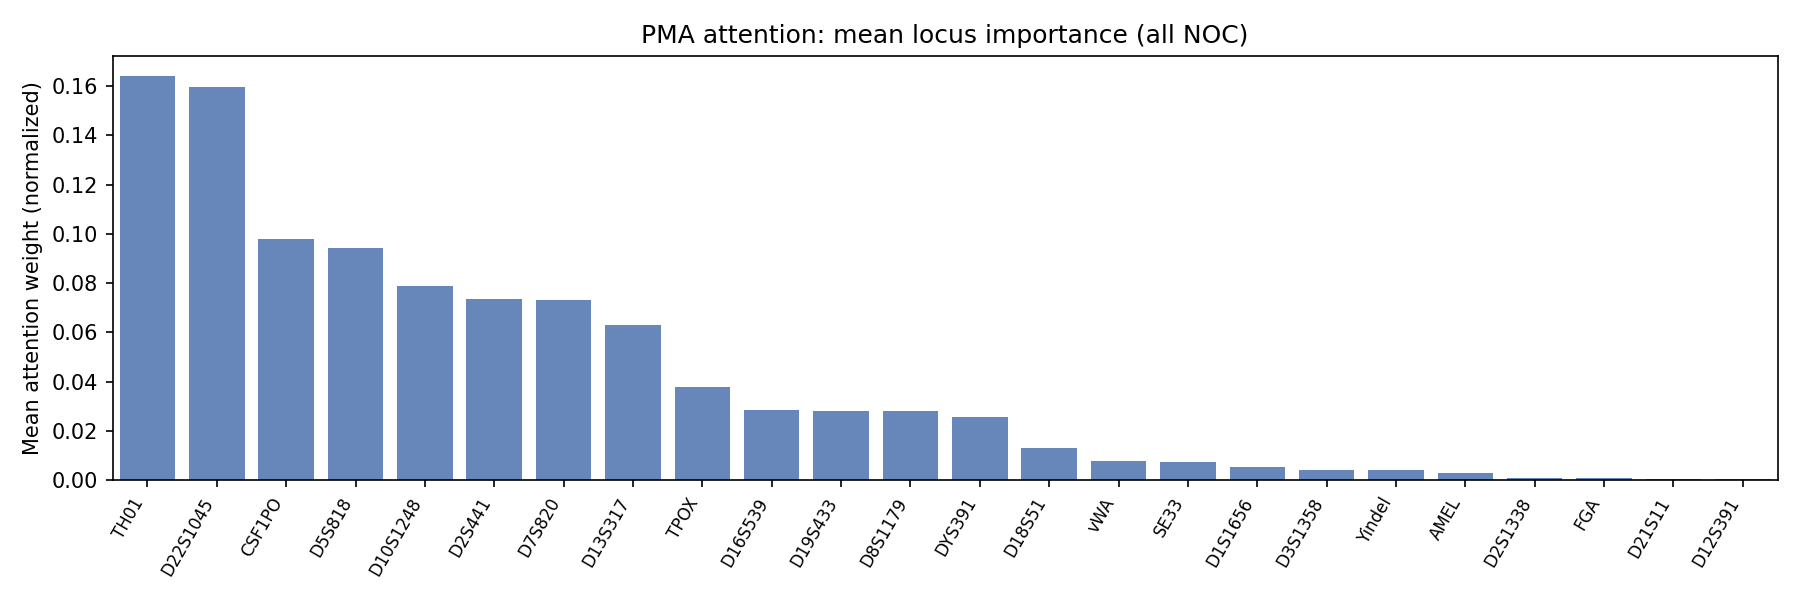 PMA attention: mean locus importance (all NOC)
Mean attention weight (normalized)
0.16
0.14
0.12
0.10
0.08
0.06
0.04
0.02
0.00
TH01
D22S1045
CSF1PO
D5S818
D10S1248
D2S441
D7S820
D13S317
TPOX
D16S539
D19S433
D8S1179
DYS391
D18S51
vWA
SE33
D1S1656
D3S1358
Yindel
AMEL
D2S1338
FGA
D21S11
D12S391